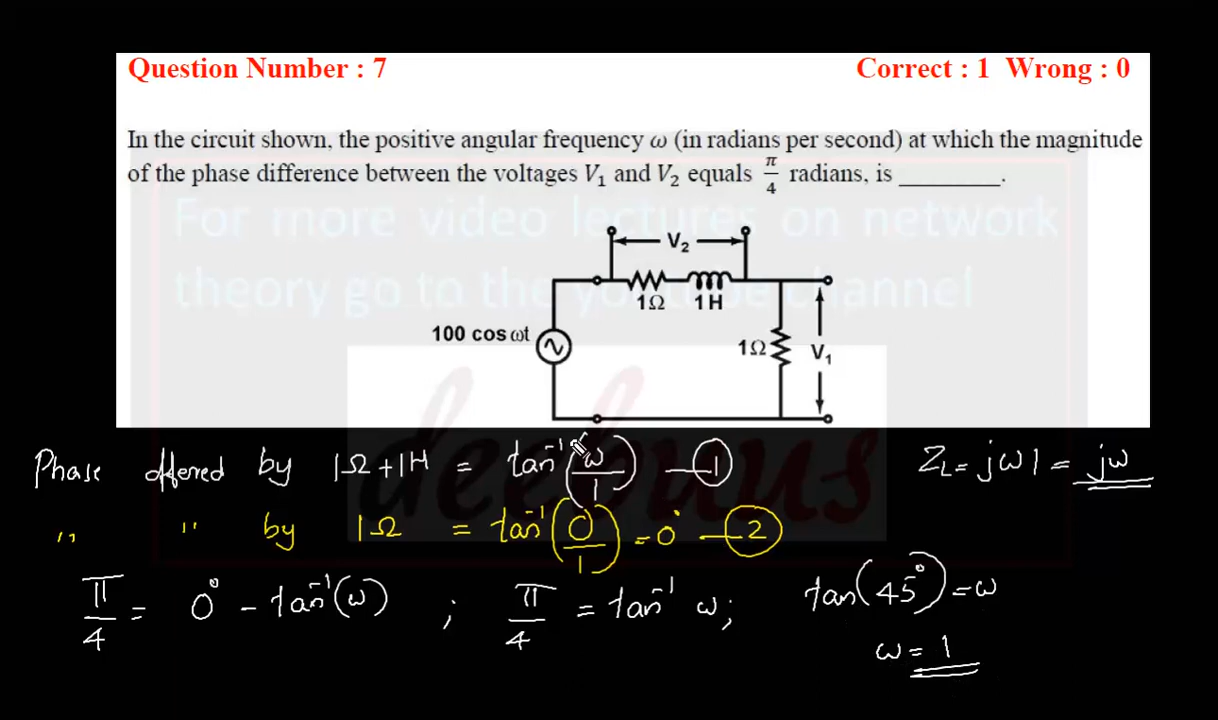 Question Number : 7 Correct : 1 Wrong : 0
In the circuit shown, the positive angular frequency ω (in radians per second) at which the magnitude
of the phase difference between the voltages V₁ and V₂ equals π/4 radians, is ________.
For more video lectures on network
theory go to the youtube channel
V₂
1Ω 1 H
100 cos ωt
1Ω V₁
deebuus
Phase offered by 1Ω+1H = tan⁻¹(ω/1) —① Z_L = jω1 = jω
" " by 1Ω = tan⁻¹(0/1) = 0° —②
π/4 = 0° - tan⁻¹(ω) ; π/4 = tan⁻¹ ω; tan(45°) = ω
ω = 1